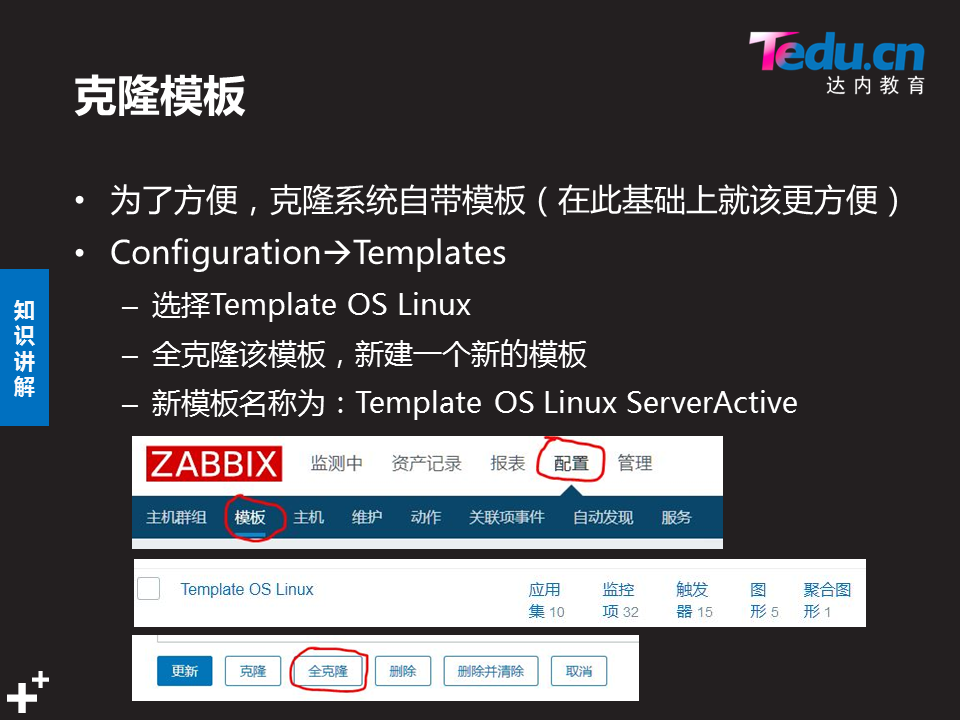 Tedu.cn
达内教育
克隆模板
• 为了方便，克隆系统自带模板（在此基础上就该更方便）
• Configuration→Templates
– 选择Template OS Linux
– 全克隆该模板，新建一个新的模板
– 新模板名称为：Template OS Linux ServerActive
知识讲解
ZABBIX 监测中 资产记录 报表 配置 管理
主机群组 模板 主机 维护 动作 关联项事件 自动发现 服务
Template OS Linux 应用 监控 触发 图 聚合图
集 10 项 32 器 15 形 5 形 1
更新 克隆 全克隆 删除 删除并清除 取消